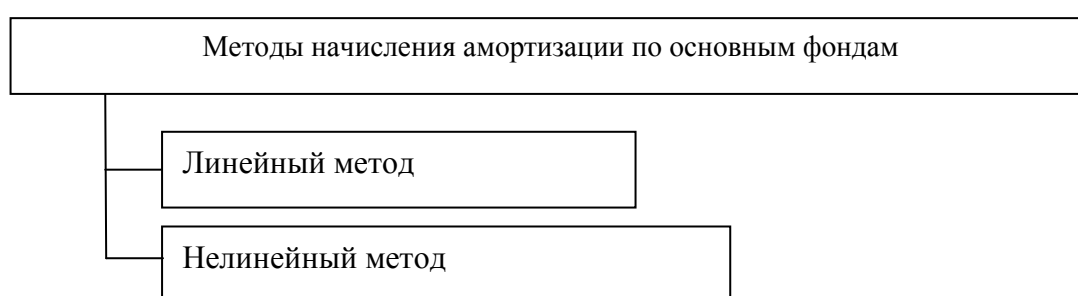 Методы начисления амортизации по основным фондам
Линейный метод
Нелинейный метод